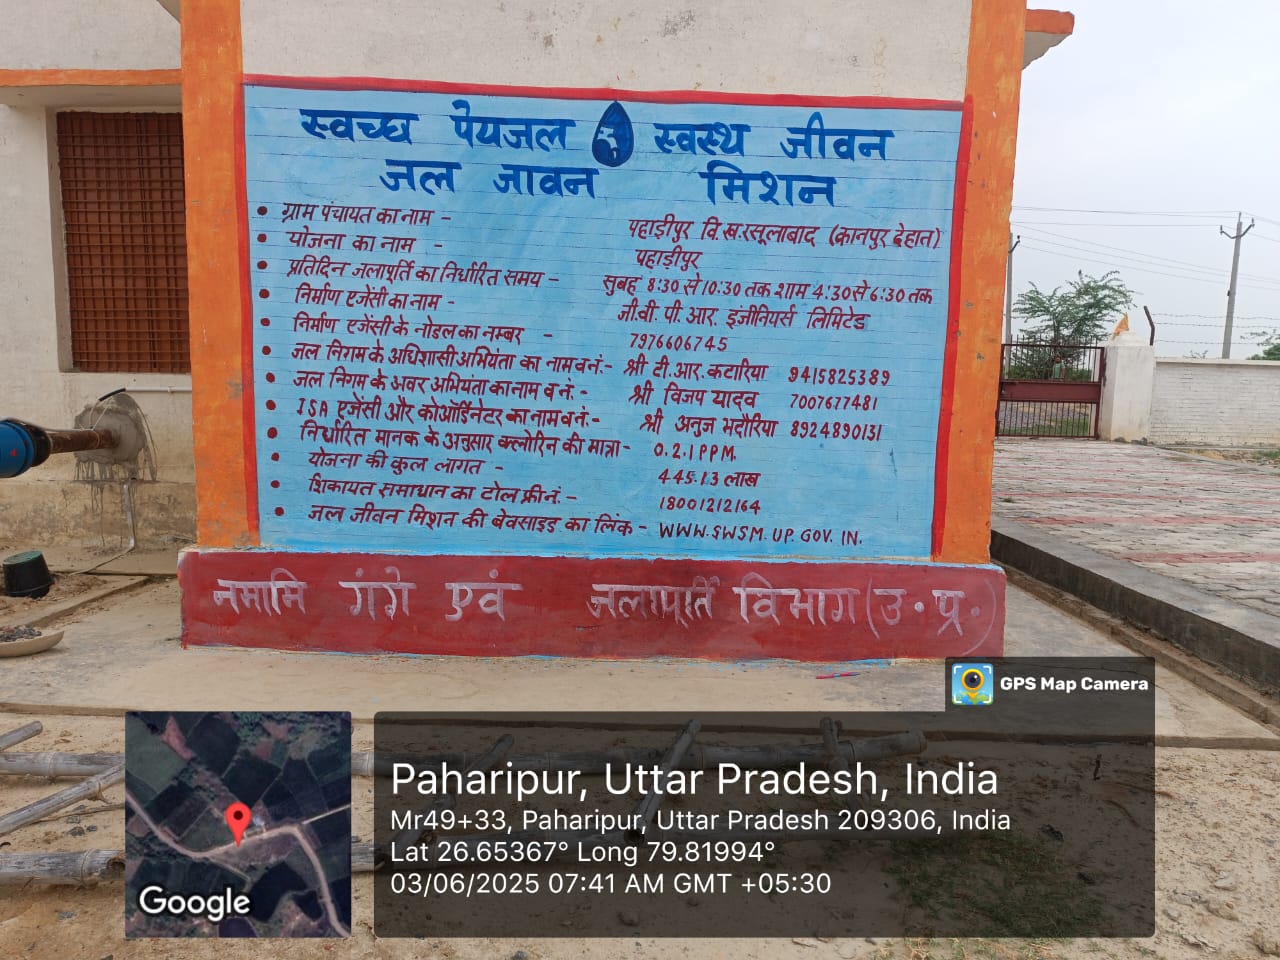 स्वच्छ पेयजल स्वस्थ जीवन
जल जावन मिशन
• ग्राम पंचायत का नाम - पहाड़ीपुर वि.ख.रसूलाबाद (कानपुर देहात)
• योजना का नाम - पहाड़ीपुर
• प्रतिदिन जलापूर्ति का निर्धारित समय - सुबह 8:30 से 10:30 तक शाम 4:30 से 6:30 तक
• निर्माण एजेंसी का नाम - जी.वी. पी. आर. इंजीनियर्स लिमिटेड
• निर्माण एजेंसी के नोडल का नम्बर - 7976606745
• जल निगम के अधिशासी अभियंता का नाम व नं:- श्री टी.आर. कटारिया 9415825389
• जल निगम के अवर अभियंता का नाम व नं:- श्री विजय यादव 7007677481
• ISA एजेंसी और कोऑर्डिनेटर का नाम व नं:- श्री अनुज भदौरिया 8924890131
• निर्धारित मानक के अनुसार क्लोरिन की मात्रा- 0.2.1 PPM.
• योजना की कुल लागत - 445.13 लाख
• शिकायत समाधान का टोल फ्री नं:- 18001212164
• जल जीवन मिशन की बेवसाइड का लिंक - WWW.SWSM.UP.GOV.IN.
नमामि गंगे एवं जलापूर्ति विभाग (उ.प्र.)
GPS Map Camera
Paharipur, Uttar Pradesh, India
Mr49+33, Paharipur, Uttar Pradesh 209306, India
Lat 26.65367° Long 79.81994°
03/06/2025 07:41 AM GMT +05:30
Google